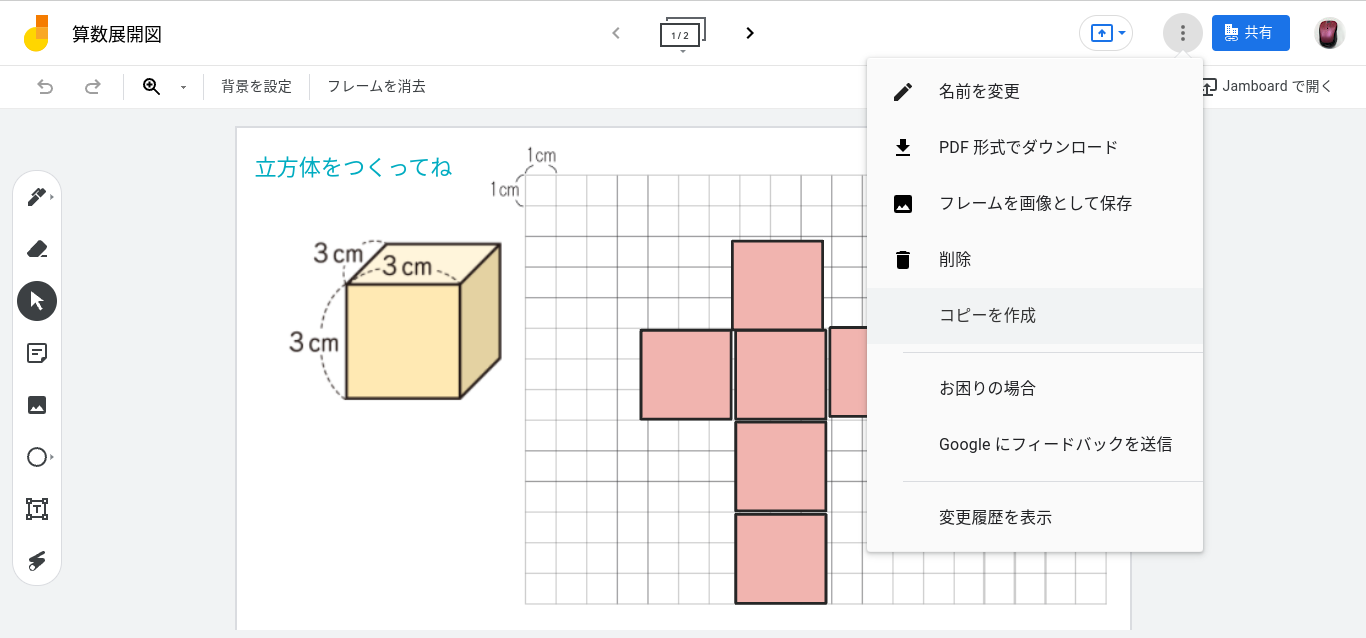 算数展開図
1 / 2
共有
背景を設定
フレームを消去
Jamboard で開く
名前を変更
PDF 形式でダウンロード
フレームを画像として保存
削除
コピーを作成
お困りの場合
Google にフィードバックを送信
変更履歴を表示
立方体をつくってね
1cm
1cm
3cm
3cm
3cm
T